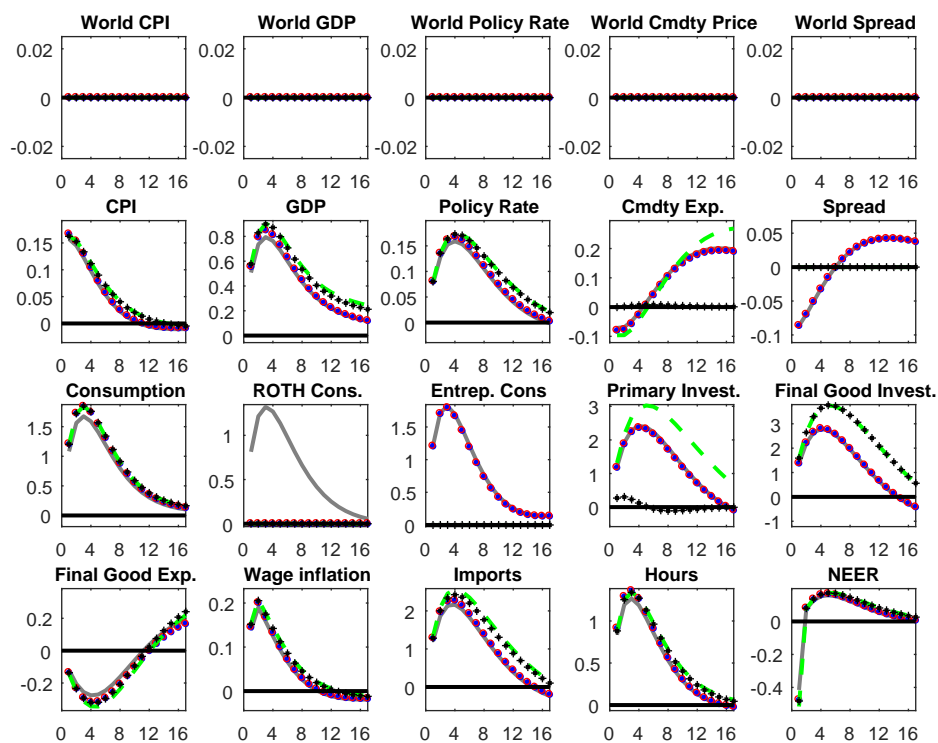 World CPI World GDP World Policy Rate World Cmdty Price World Spread
0.02 0.02 0.02 0.02 0.02
0 0 0 0 0
-0.02 -0.02 -0.02 -0.02 -0.02
0 4 8 12 16 0 4 8 12 16 0 4 8 12 16 0 4 8 12 16 0 4 8 12 16
CPI GDP Policy Rate Cmdty Exp. Spread
0.15 0.1 0.05 0
0.8 0.6 0.4 0.2 0
0.15 0.1 0.05 0
0.2 0.1 0 -0.1
0.05 0 -0.05 -0.1
0 4 8 12 16 0 4 8 12 16 0 4 8 12 16 0 4 8 12 16 0 4 8 12 16
Consumption ROTH Cons. Entrep. Cons Primary Invest. Final Good Invest.
1.5 1 0.5 0
1 0.5 0
1.5 1 0.5 0
3 2 1 0
3 2 1 0 -1
0 4 8 12 16 0 4 8 12 16 0 4 8 12 16 0 4 8 12 16 0 4 8 12 16
Final Good Exp. Wage inflation Imports Hours NEER
0.2 0 -0.2
0.2 0.1 0
2 1 0
1 0.5 0
0 -0.2 -0.4
0 4 8 12 16 0 4 8 12 16 0 4 8 12 16 0 4 8 12 16 0 4 8 12 16